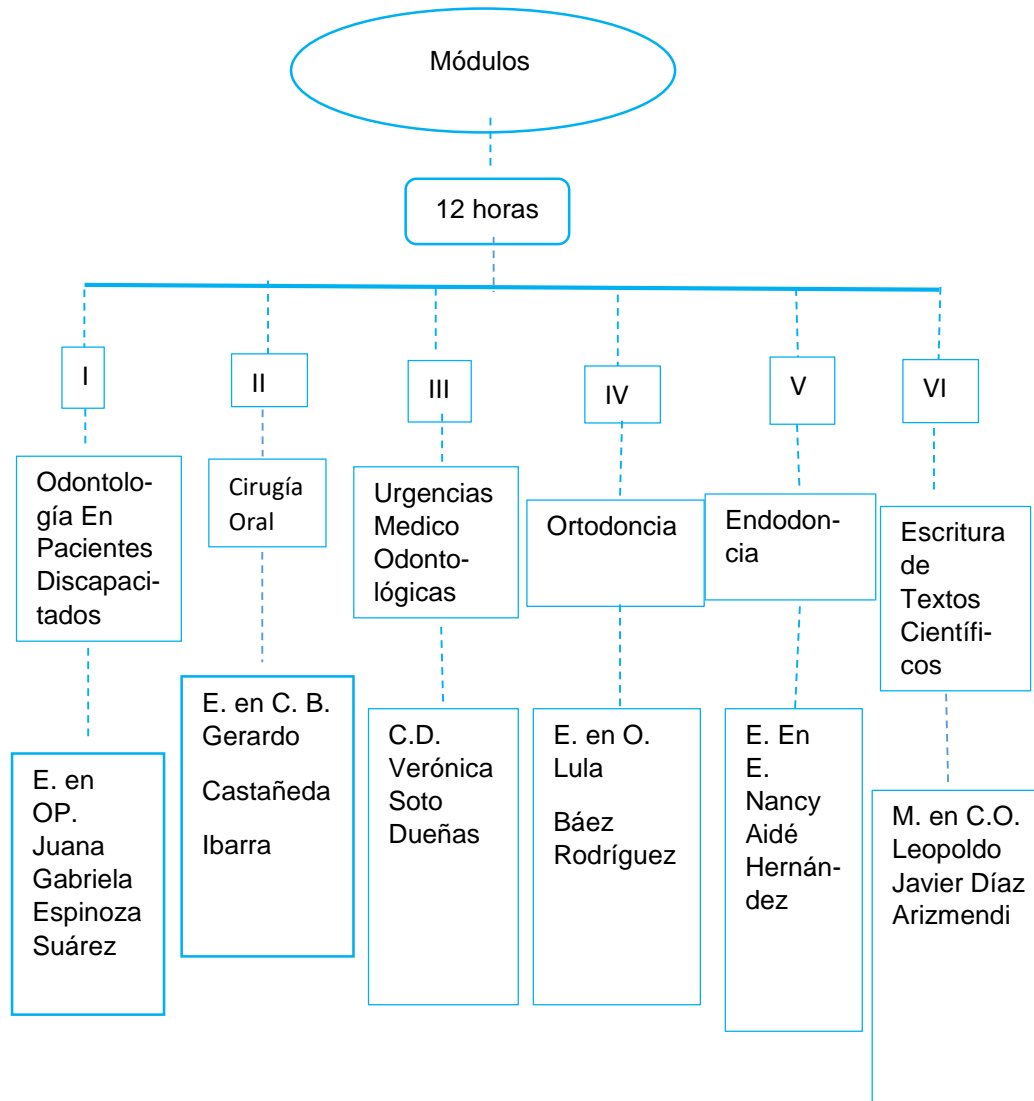 Módulos
12 horas
I
II
III
IV
V
VI
Odontolo-
gía En
Pacientes
Discapaci-
tados
Cirugía
Oral
Urgencias
Medico
Odonto-
lógicas
Ortodoncia
Endodon-
cia
Escritura
de
Textos
Científi-
cos
E. en
OP.
Juana
Gabriela
Espinoza
Suárez
E. en C. B.
Gerardo
Castañeda
Ibarra
C.D.
Verónica
Soto
Dueñas
E. en O.
Lula
Báez
Rodríguez
E. En
E.
Nancy
Aidé
Hernán-
dez
M. en C.O.
Leopoldo
Javier Díaz
Arizmendi